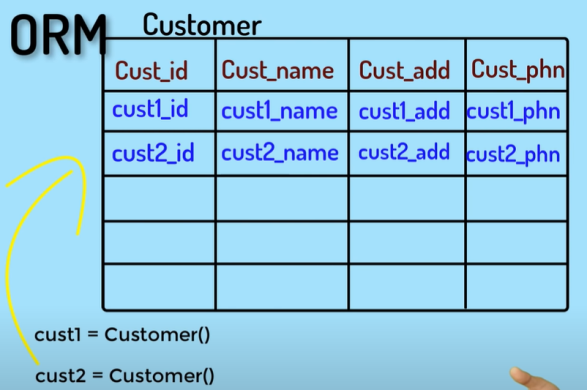 ORM
Customer
Cust_id Cust_name Cust_add Cust_phn
cust1_id cust1_name cust1_add cust1_phn
cust2_id cust2_name cust2_add cust2_phn
cust1 = Customer()
cust2 = Customer()